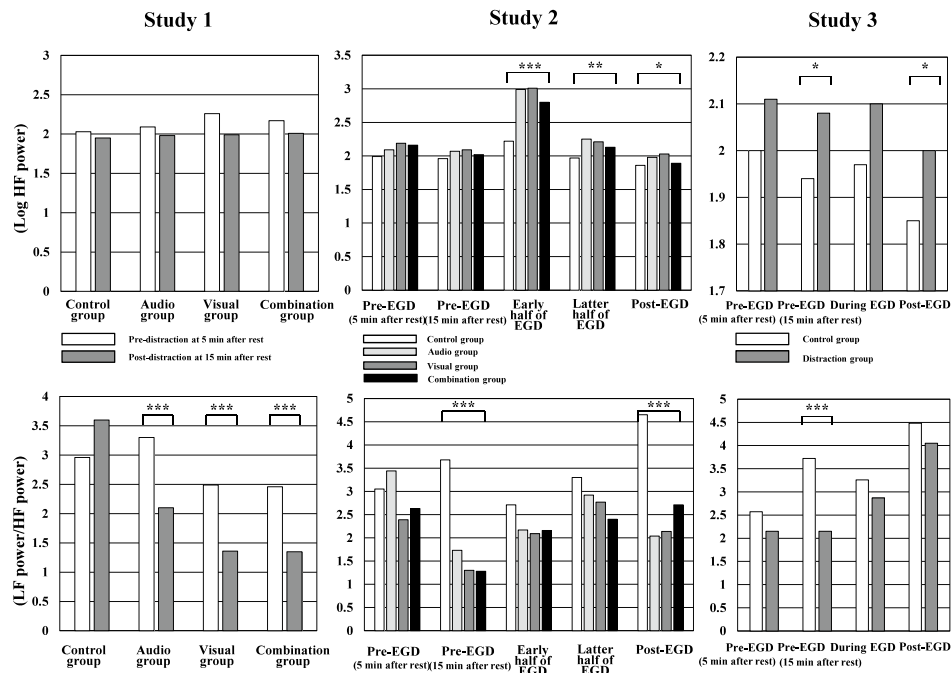 Study 1
Study 2
Study 3
(Log HF power)
3
2.5
2
1.5
1
0.5
0
Control group
Audio group
Visual group
Combination group
Pre-distraction at 5 min after rest
Post-distraction at 15 min after rest
3.5
3
2.5
2
1.5
1
0.5
0
***
**
*
Pre-EGD (5 min after rest)
Pre-EGD (15 min after rest)
Early half of EGD
Latter half of EGD
Post-EGD
Control group
Audio group
Visual group
Combination group
2.2
2.1
2
1.9
1.8
1.7
*
*
Pre-EGD (5 min after rest)
Pre-EGD (15 min after rest)
During EGD
Post-EGD
Control group
Distraction group
(LF power/HF power)
4
3.5
3
2.5
2
1.5
1
0.5
0
***
***
***
Control group
Audio group
Visual group
Combination group
5
4.5
4
3.5
3
2.5
2
1.5
1
0.5
0
***
***
Pre-EGD (5 min after rest)
Pre-EGD (15 min after rest)
Early half of EGD
Latter half of EGD
Post-EGD
5
4.5
4
3.5
3
2.5
2
1.5
1
0.5
0
***
Pre-EGD (5 min after rest)
Pre-EGD (15 min after rest)
During EGD
Post-EGD